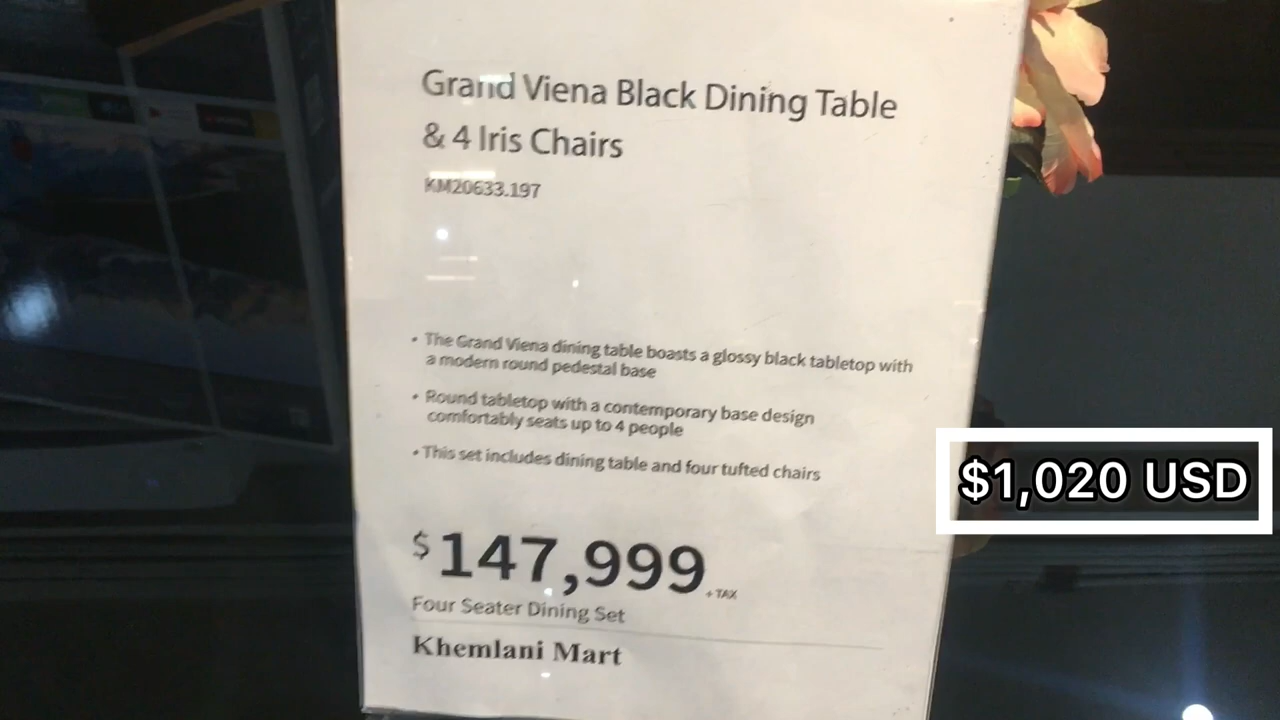 Grand Viena Black Dining Table
& 4 Iris Chairs
KM20633.197
• The Grand Viena dining table boasts a glossy black tabletop with
a modern round pedestal base
• Round tabletop with a contemporary base design
comfortably seats up to 4 people
• This set includes dining table and four tufted chairs
$1,020 USD
$147,999 + TAX
Four Seater Dining Set
Khemlani Mart